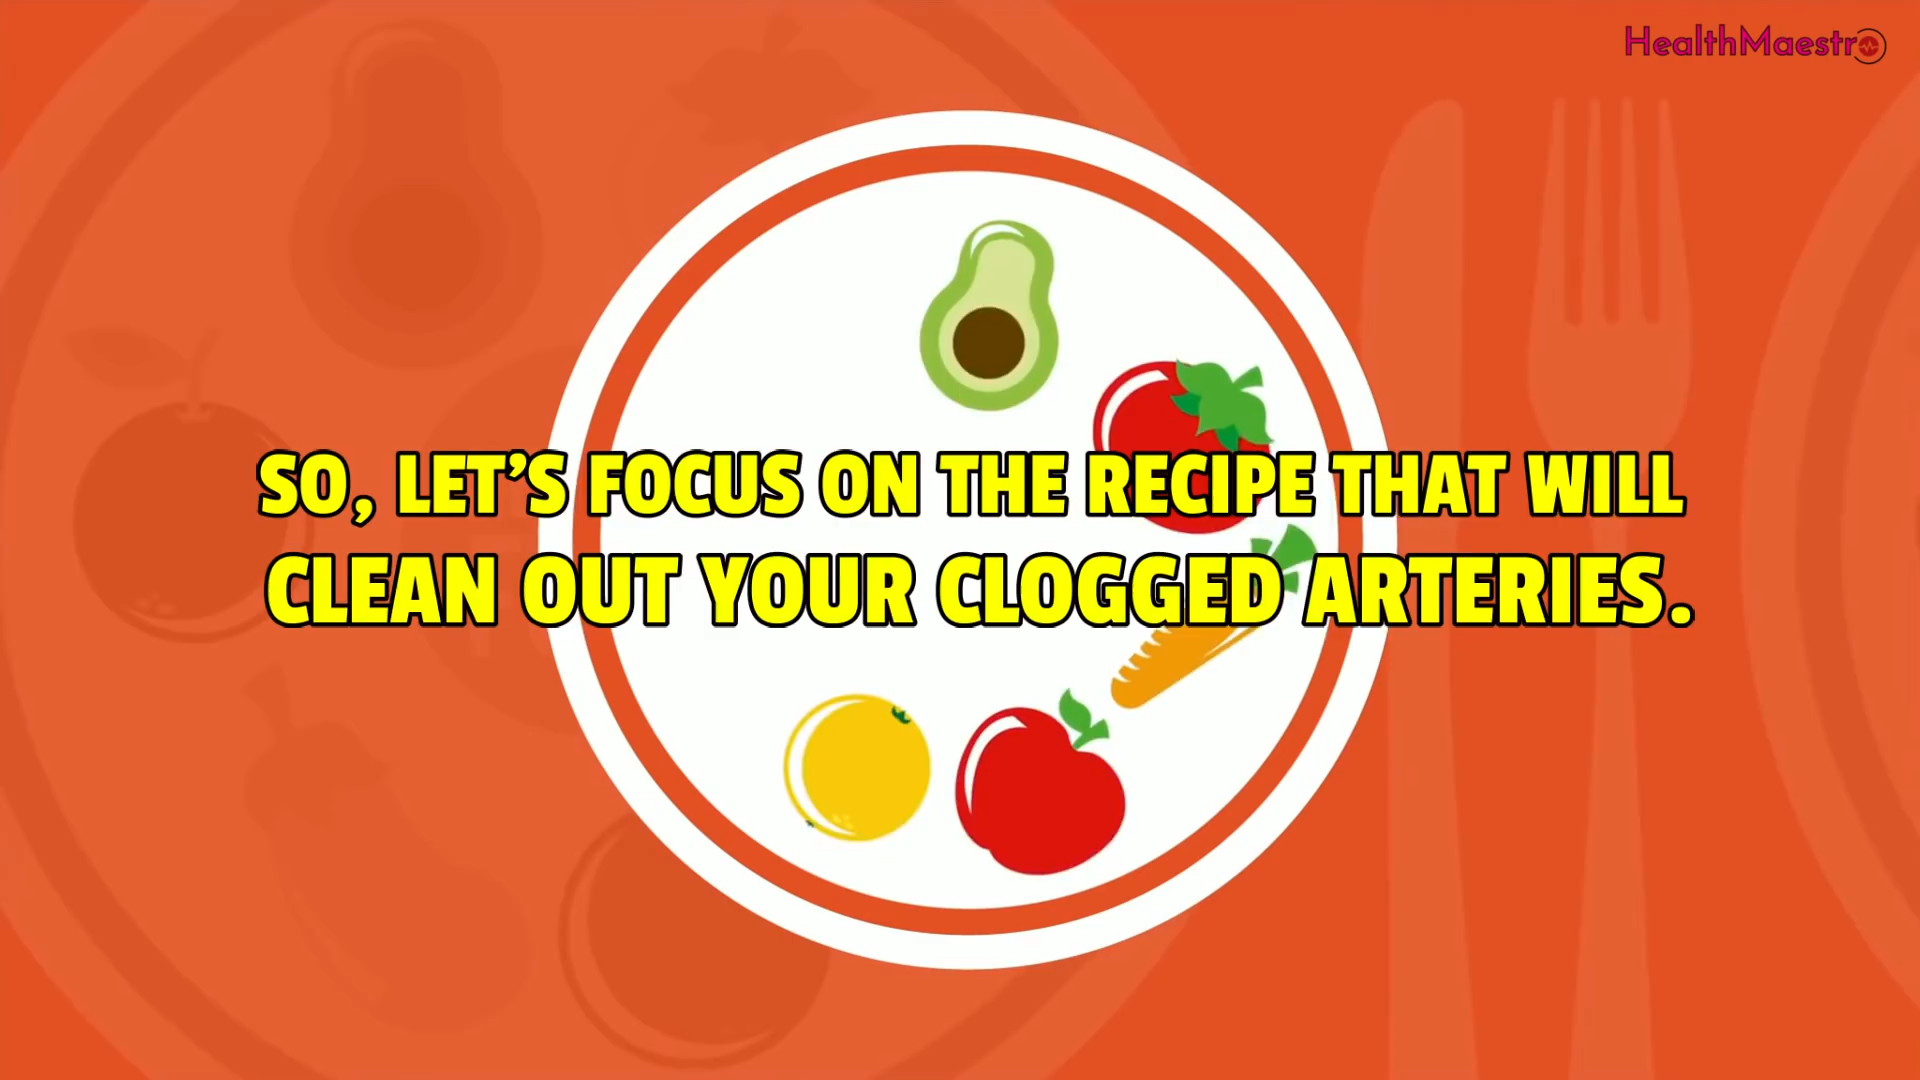 HealthMaestro
SO, LET'S FOCUS ON THE RECIPE THAT WILL
CLEAN OUT YOUR CLOGGED ARTERIES.